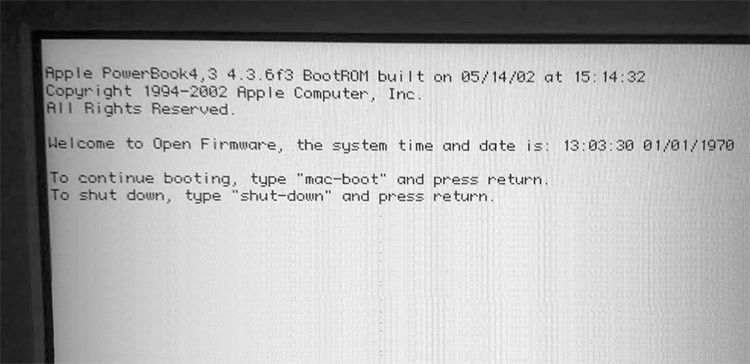 Apple PowerBook4,3 4.3.6f3 BootROM built on 05/14/02 at 15:14:32
Copyright 1994-2002 Apple Computer, Inc.
All Rights Reserved.
Welcome to Open Firmware, the system time and date is: 13:03:30 01/01/1970
To continue booting, type "mac-boot" and press return.
To shut down, type "shut-down" and press return.